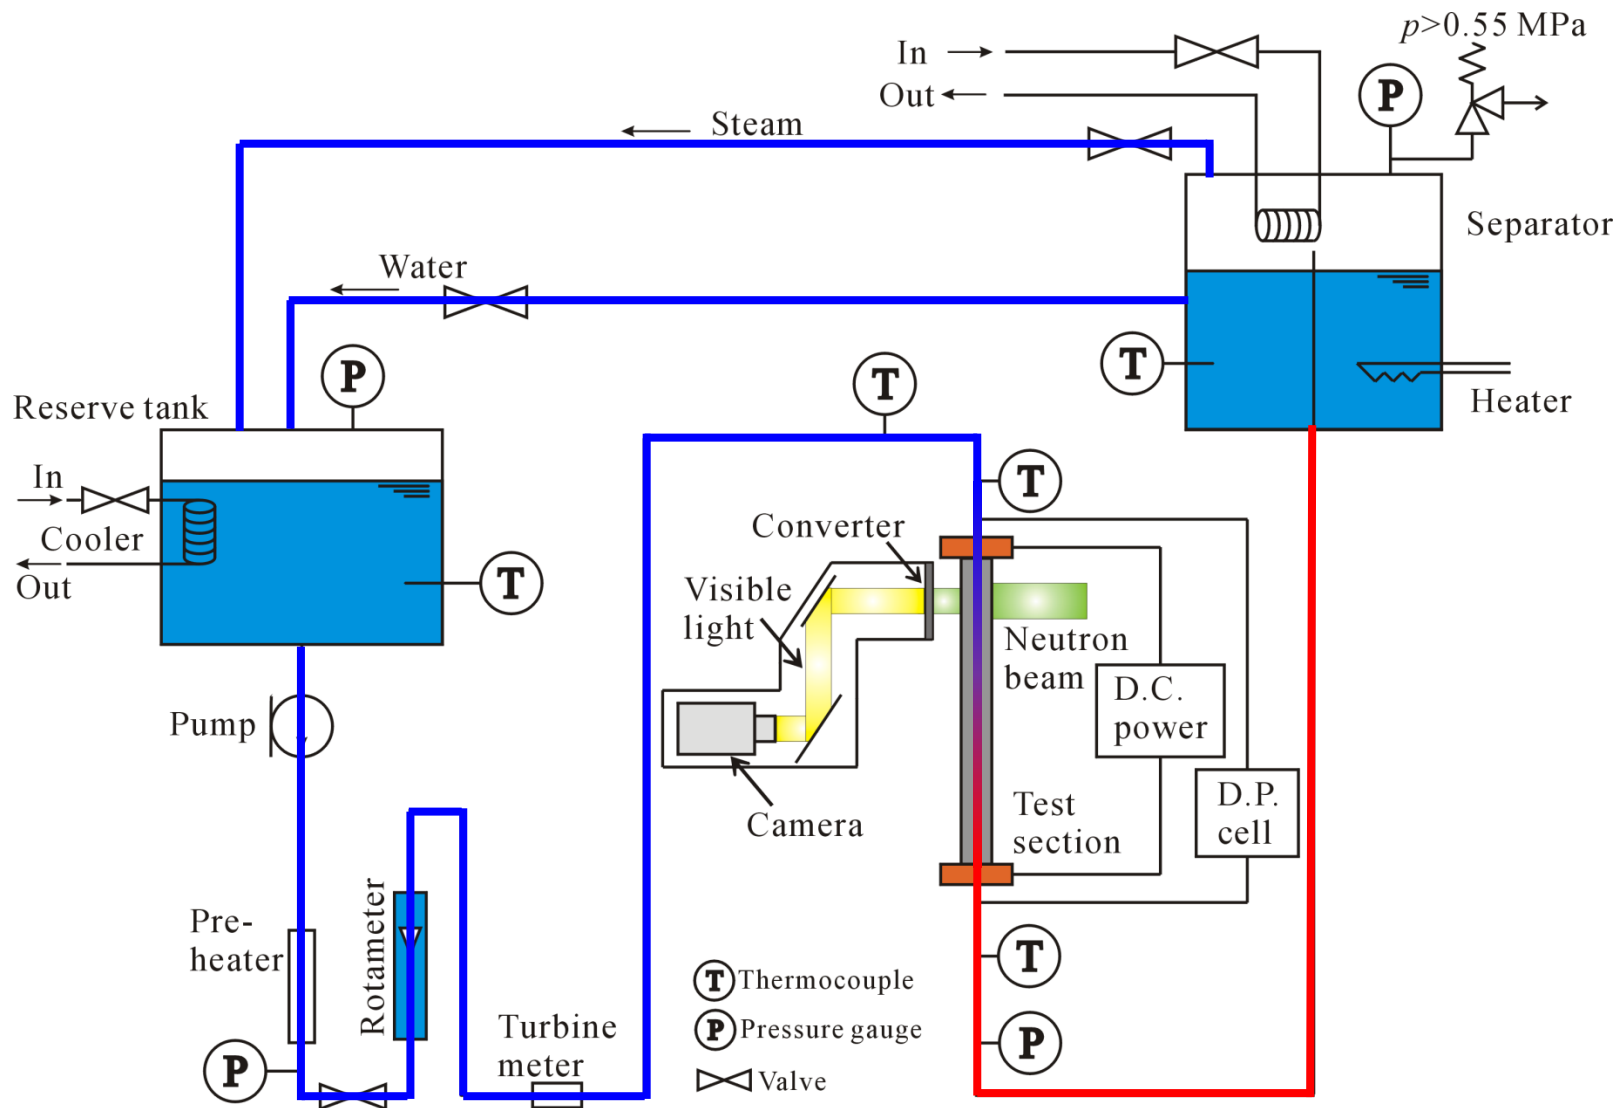 p>0.55 MPa
In
Out
P
Steam
Separator
Water
T
Heater
P
T
Reserve tank
In
Cooler
Out
T
T
Converter
Visible
light
Neutron
beam
D.C.
power
Pump
Camera
Test
section
D.P.
cell
Pre-
heater
Rotameter
T
T Thermocouple
P Pressure gauge
Valve
P
Turbine
meter
P